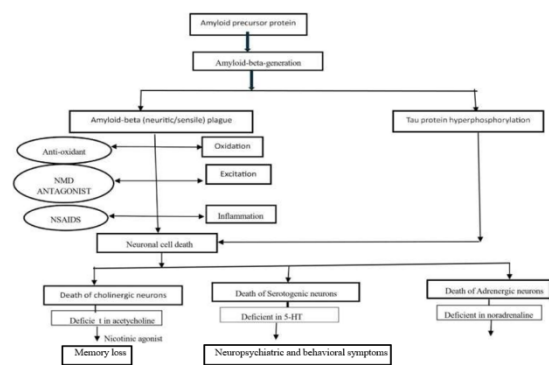 Amyloid precursor protein
Amyloid-beta-generation
Amyloid-beta (neuritic/sensile) plague
Tau protein hyperphosphorylation
Anti-oxidant
Oxidation
NMD
ANTAGONIST
Excitation
NSAIDS
Inflammation
Neuronal cell death
Death of cholinergic neurons
Death of Serotogenic neurons
Death of Adrenergic neurons
Deficie t in acetycholine
Deficient in 5-HT
Deficient in noradrenaline
Nicotinic agonist
Memory loss
Neuropsychiatric and behavioral symptoms